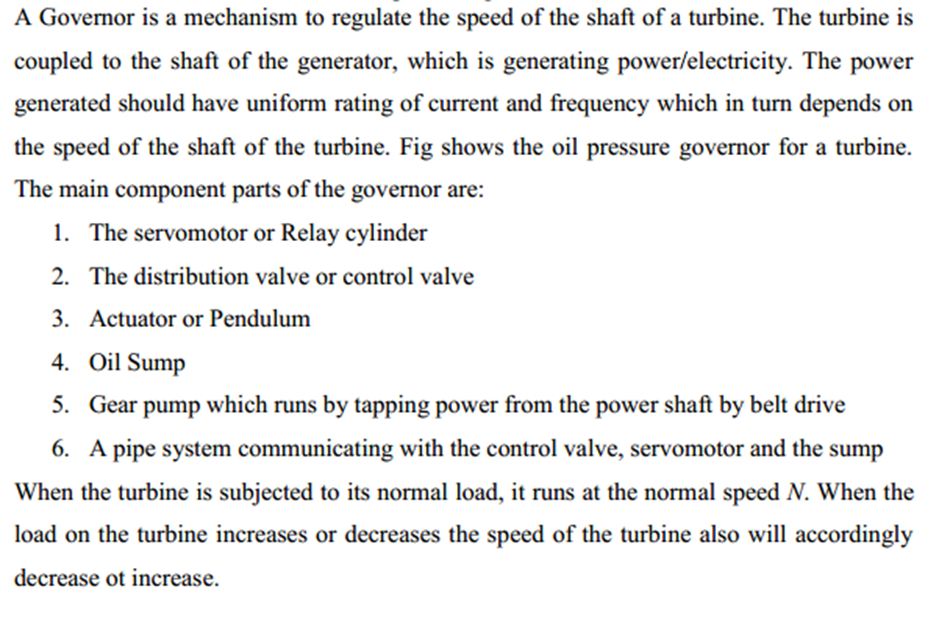 A Governor is a mechanism to regulate the speed of the shaft of a turbine. The turbine is
coupled to the shaft of the generator, which is generating power/electricity. The power
generated should have uniform rating of current and frequency which in turn depends on
the speed of the shaft of the turbine. Fig shows the oil pressure governor for a turbine.
The main component parts of the governor are:
1. The servomotor or Relay cylinder
2. The distribution valve or control valve
3. Actuator or Pendulum
4. Oil Sump
5. Gear pump which runs by tapping power from the power shaft by belt drive
6. A pipe system communicating with the control valve, servomotor and the sump
When the turbine is subjected to its normal load, it runs at the normal speed N. When the
load on the turbine increases or decreases the speed of the turbine also will accordingly
decrease ot increase.